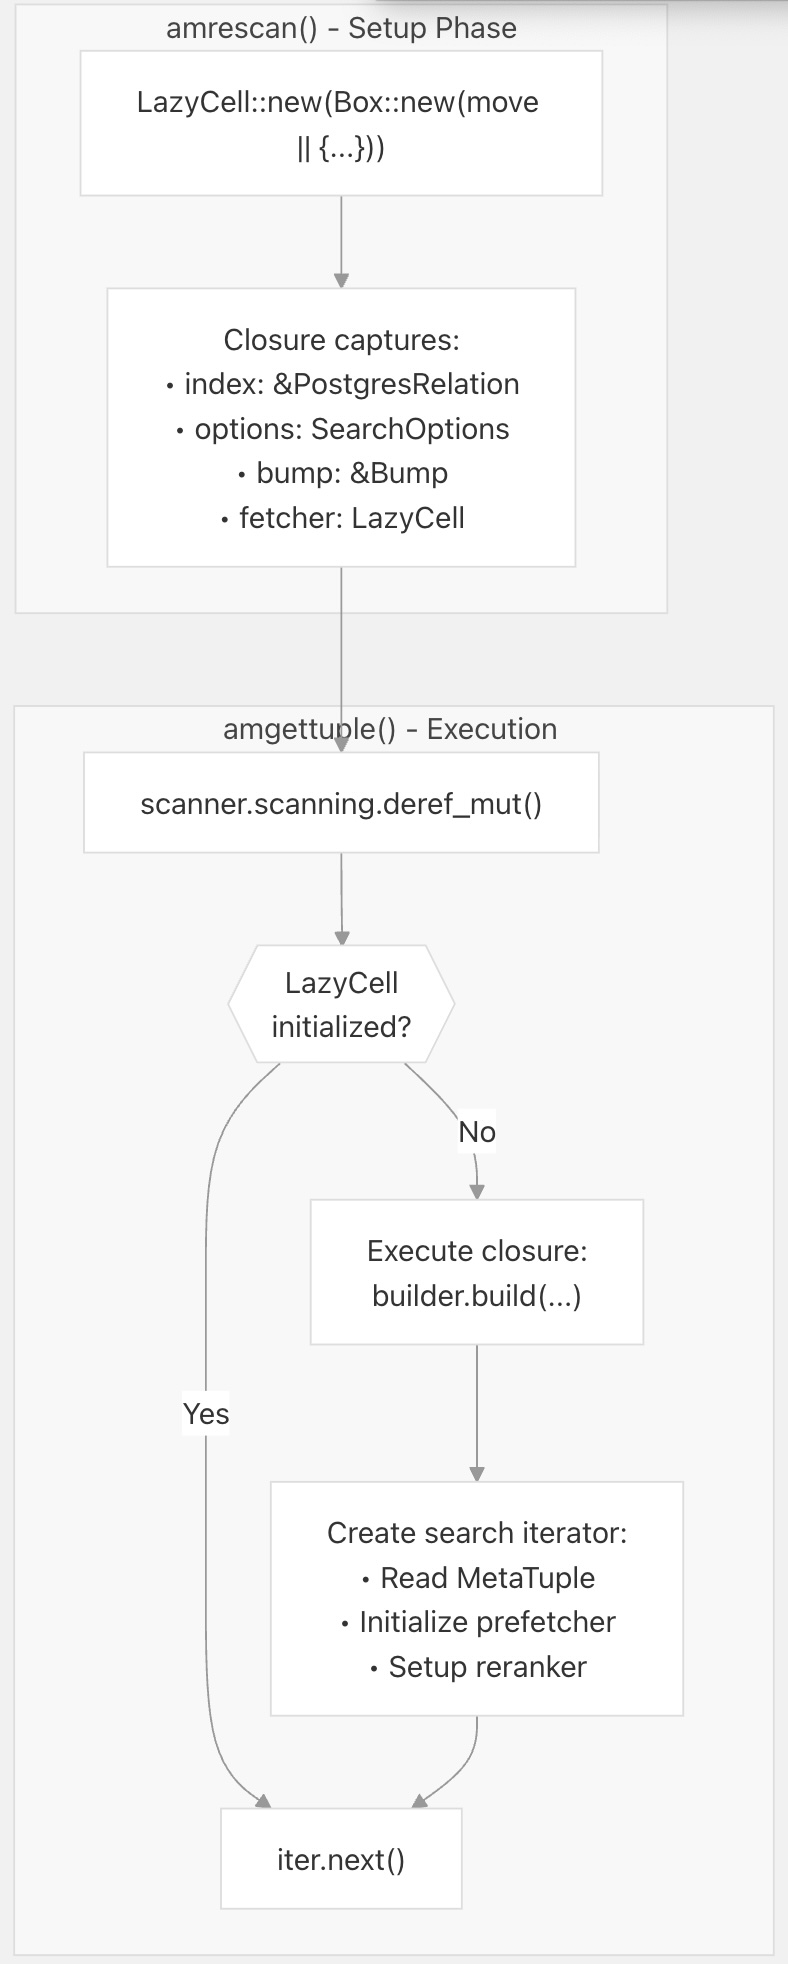 amrescan() - Setup Phase
LazyCell::new(Box::new(move
|| {...}))
Closure captures:
• index: &PostgresRelation
• options: SearchOptions
• bump: &Bump
• fetcher: LazyCell
amgettuple() - Execution
scanner.scanning.deref_mut()
LazyCell
initialized?
No
Execute closure:
builder.build(...)
Yes
Create search iterator:
• Read MetaTuple
• Initialize prefetcher
• Setup reranker
iter.next()